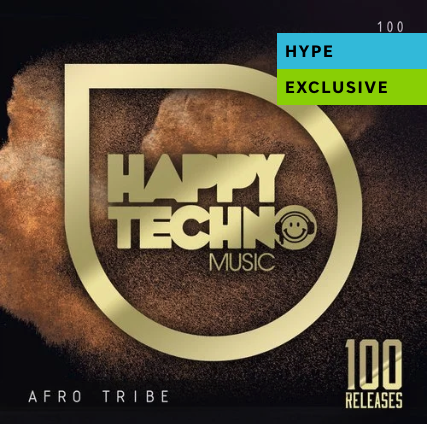 100
HYPE
EXCLUSIVE
HAPPY
TECHNO
MUSIC
AFRO TRIBE
100
RELEASES